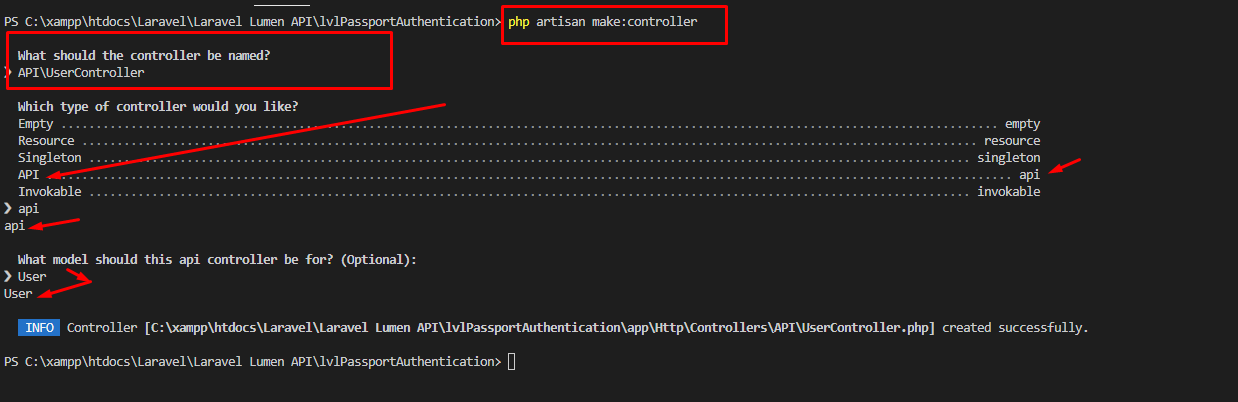 PS C:\xampp\htdocs\Laravel\Laravel Lumen API\lvlPassportAuthentication> php artisan make:controller
What should the controller be named?
❯ API\UserController
Which type of controller would you like?
Empty ........................................................................................................................................ empty
Resource .................................................................................................................................. resource
Singleton ................................................................................................................................ singleton
API ............................................................................................................................................ api
Invokable ................................................................................................................................ invokable
❯ api
api
What model should this api controller be for? (Optional):
❯ User
User
INFO Controller [C:\xampp\htdocs\Laravel\Laravel Lumen API\lvlPassportAuthentication\app\Http\Controllers\API\UserController.php] created successfully.
PS C:\xampp\htdocs\Laravel\Laravel Lumen API\lvlPassportAuthentication>